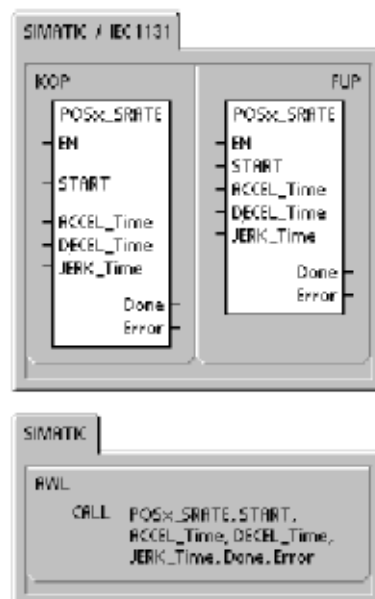 SIMATIC / IEC 1131
KOP
FUP
POSx_SRATE
EN
START
ACCEL_Time
DECEL_Time
JERK_Time
Done
Error
POSx_SRATE
EN
START
ACCEL_Time
DECEL_Time
JERK_Time
Done
Error
SIMATIC
AWL
CALL POSx_SRATE, START,
ACCEL_Time, DECEL_Time,
JERK_Time, Done, Error